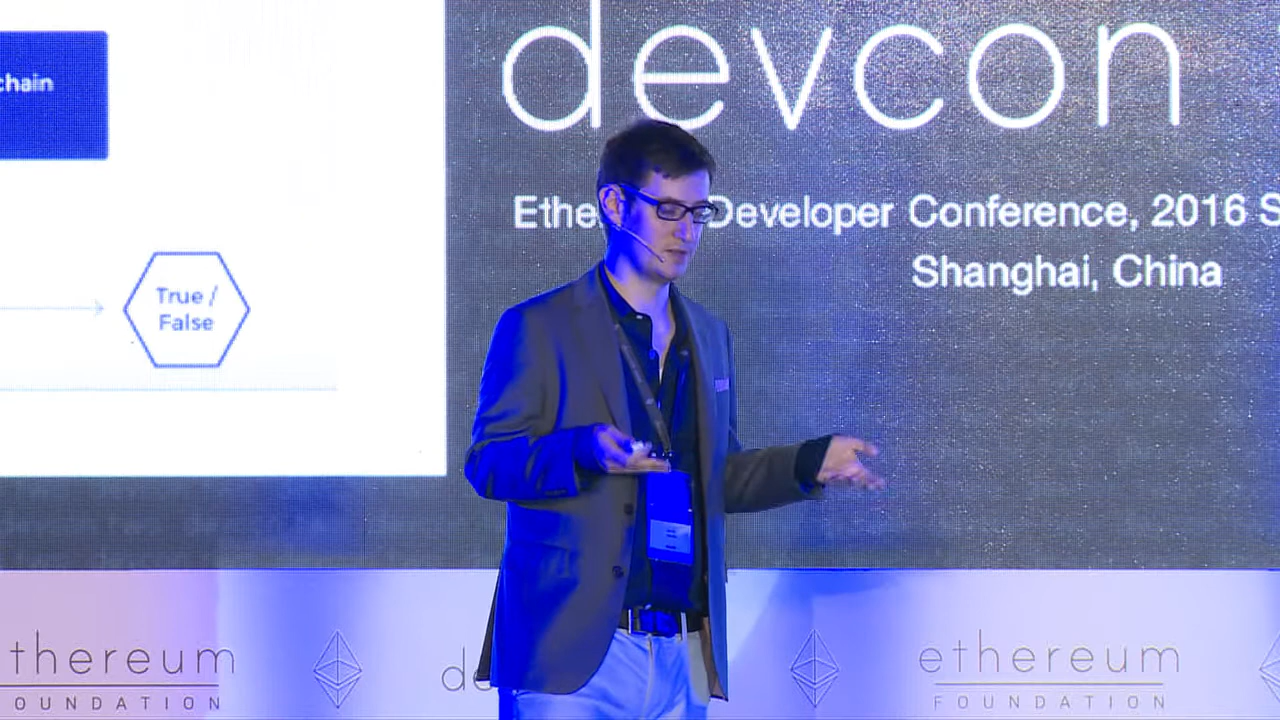 chain
True /
False
devcon
Ethe Developer Conference, 2016 S
Shanghai, China
thereum
OUNDATION
de
ethereum
FOUNDATION